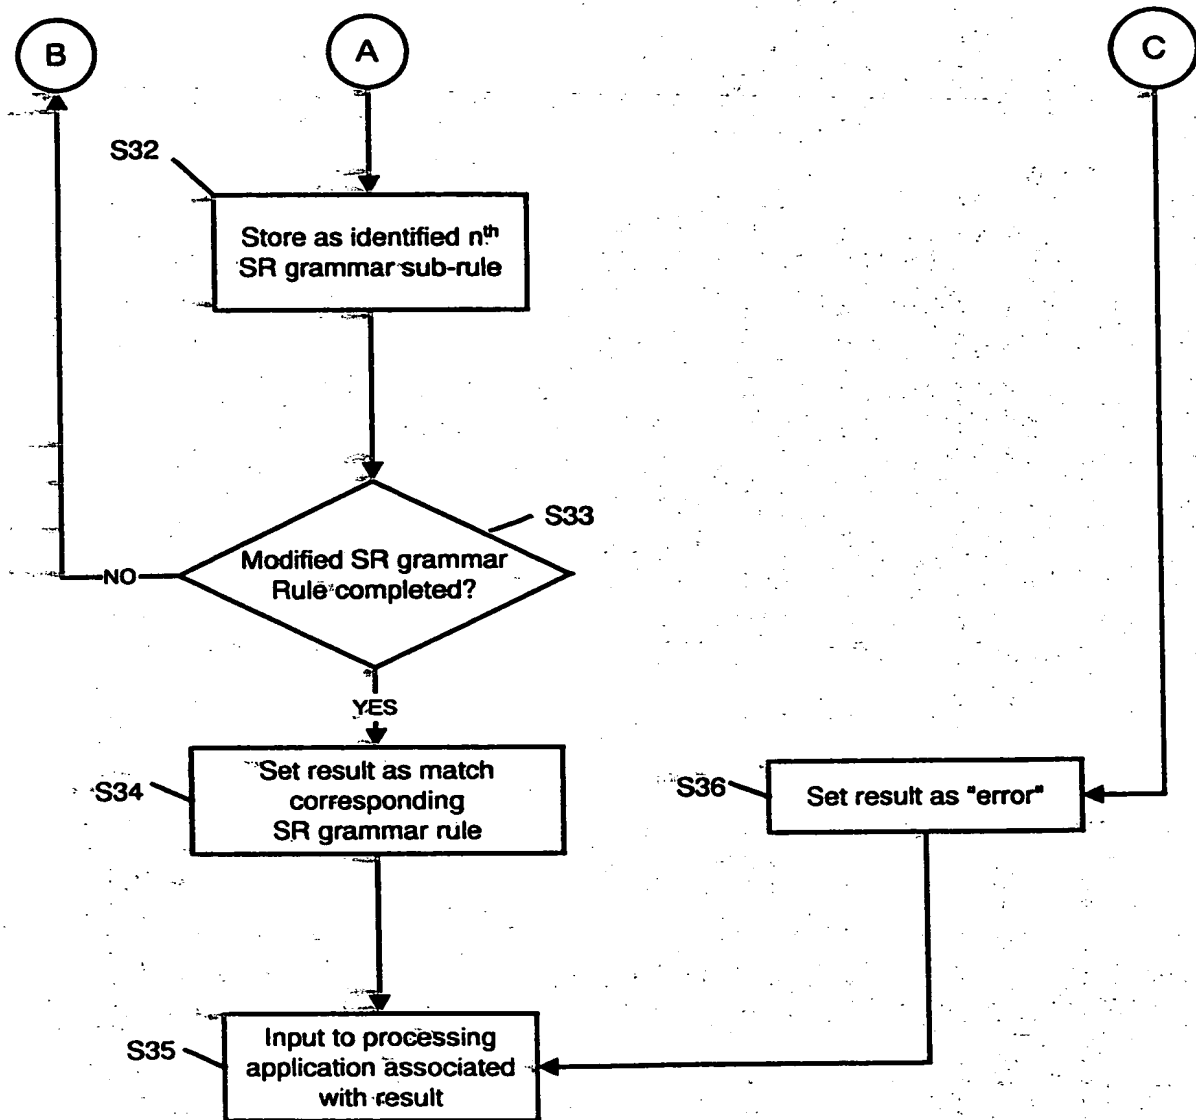 B
A
C
S32
Store as identified nth
SR grammar sub-rule
S33
Modified SR grammar
Rule completed?
NO
YES
S34
Set result as match
corresponding
SR grammar rule
S36
Set result as "error"
S35
Input to processing
application associated
with result